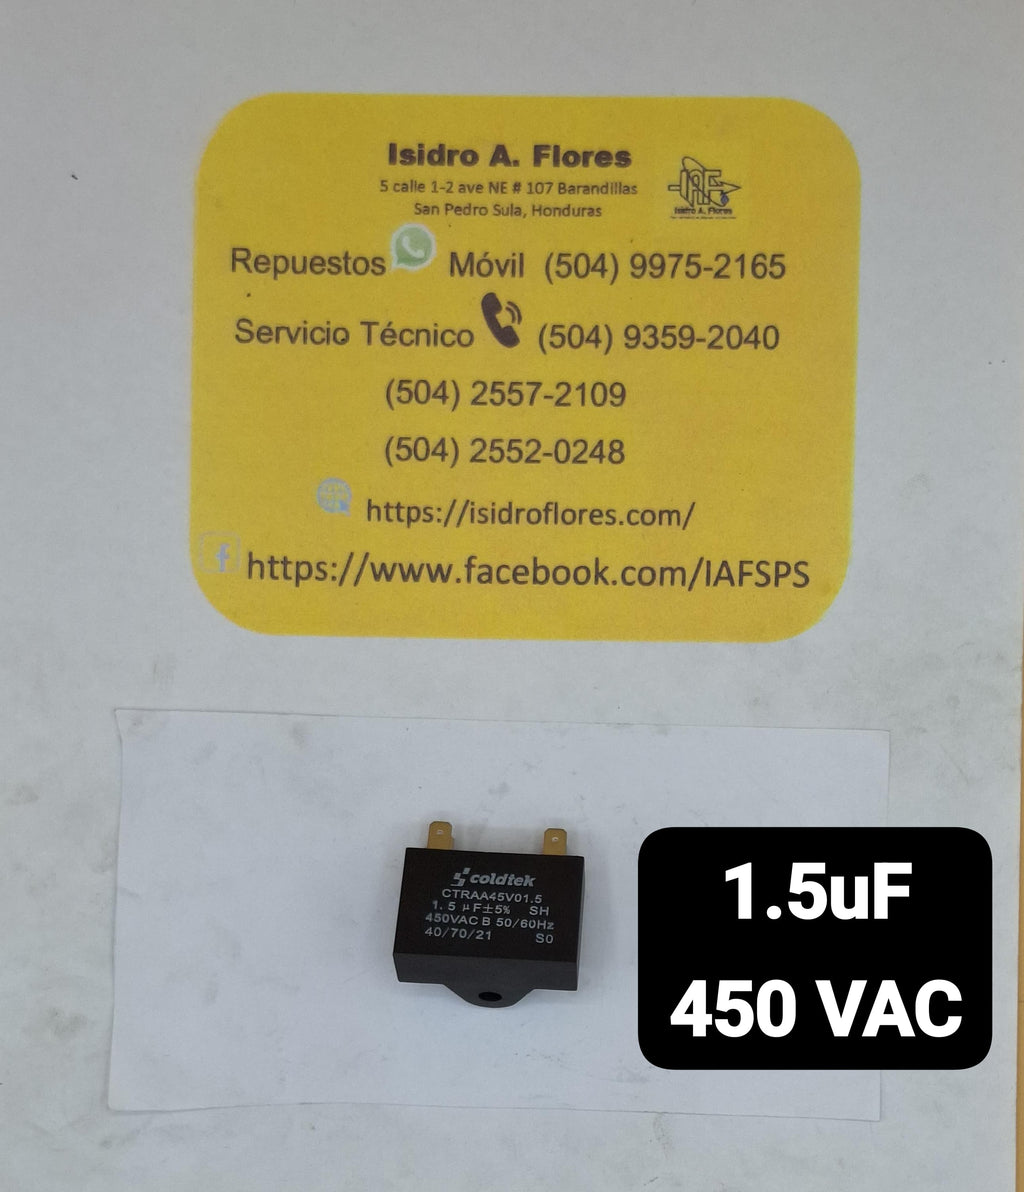 Isidro A. Flores
5 calle 1-2 ave NE # 107 Barandillas
San Pedro Sula, Honduras
IAF
Isidro A. Flores
Repuestos Móvil (504) 9975-2165
Servicio Técnico (504) 9359-2040
(504) 2557-2109
(504) 2552-0248
https://isidroflores.com/
f https://www.facebook.com/IAFSPS
coldtek
CTRAA45V01.5
1.5 µF±5% SH
450VAC B 50/60Hz
40/70/21 S0
1.5uF
450 VAC